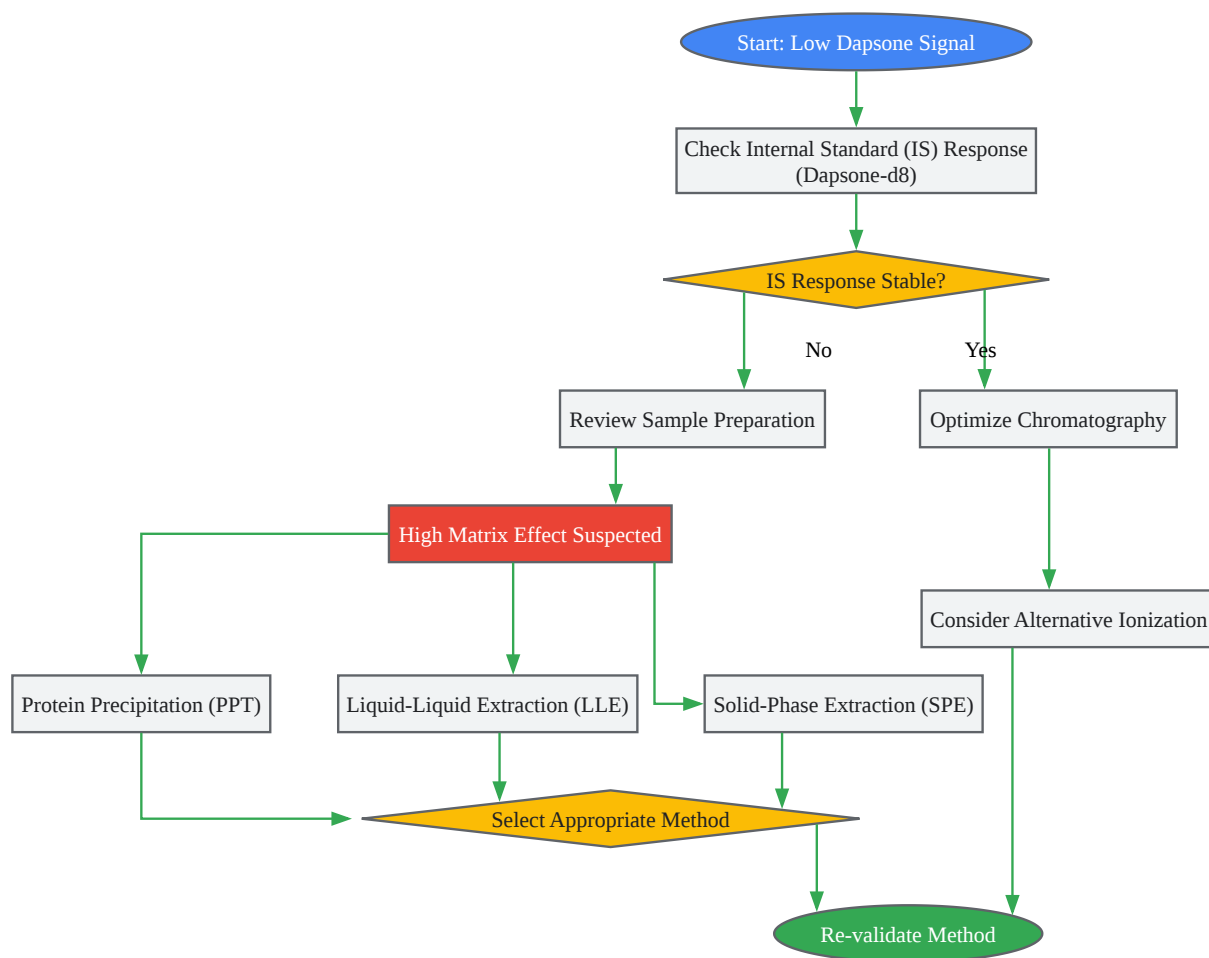 Start: Low Dapsone Signal
Check Internal Standard (IS) Response
(Dapsone-d8)
IS Response Stable?
No
Yes
Review Sample Preparation
Optimize Chromatography
High Matrix Effect Suspected
Consider Alternative Ionization
Protein Precipitation (PPT)
Liquid-Liquid Extraction (LLE)
Solid-Phase Extraction (SPE)
Select Appropriate Method
Re-validate Method